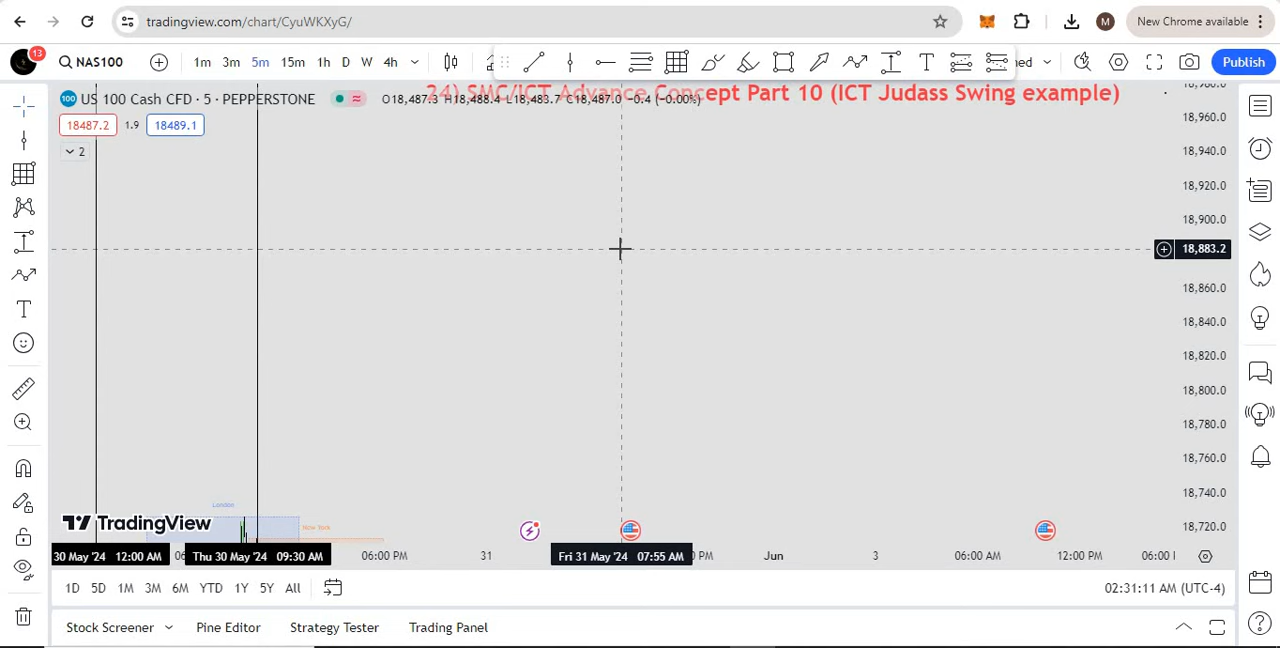 tradingview.com/chart/CyuWKXyG/
M
New Chrome available
13
NAS100
1m 3m 5m 15m 1h D W 4h
Publish
24) SMC/ICT Advance Concept Part 10 (ICT Judass Swing example)
100 US 100 Cash CFD · 5 · PEPPERSTONE
O18,487.3 H18,488.4 L18,483.7 C18,487.0 −0.4 (−0.00%)
18487.2 1.9 18489.1
2
18,960.0
18,940.0
18,920.0
18,900.0
18,883.2
18,860.0
18,840.0
18,820.0
18,800.0
18,780.0
18,760.0
18,740.0
18,720.0
London
New York
TradingView
30 May '24 12:00 AM
Thu 30 May '24 09:30 AM
06:00 PM
31
Fri 31 May '24 07:55 AM
Jun
3
06:00 AM
12:00 PM
1D 5D 1M 3M 6M YTD 1Y 5Y All
02:31:11 AM (UTC-4)
Stock Screener Pine Editor Strategy Tester Trading Panel